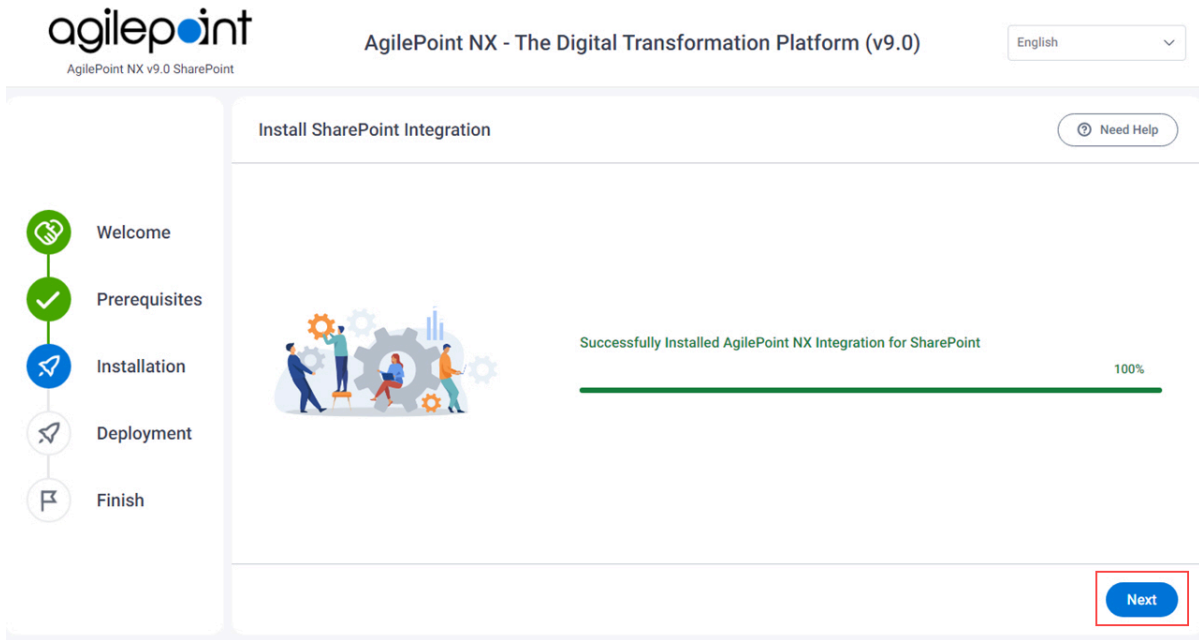 agilepoint
AgilePoint NX v9.0 SharePoint
AgilePoint NX - The Digital Transformation Platform (v9.0)
English
Install SharePoint Integration
Need Help
Welcome
Prerequisites
Installation
Deployment
Finish
Successfully Installed AgilePoint NX Integration for SharePoint
100%
Next